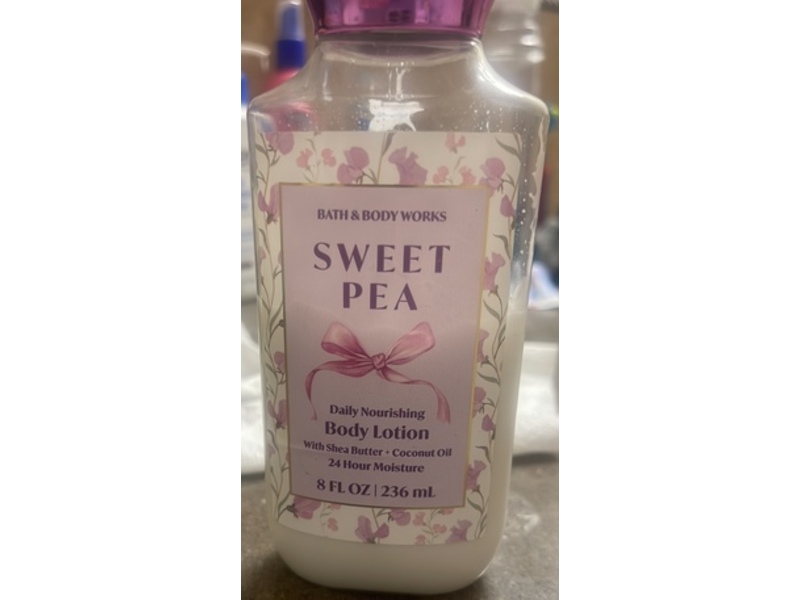 BATH & BODY WORKS
SWEET
PEA
Daily Nourishing
Body Lotion
With Shea Butter + Coconut Oil
24 Hour Moisture
8 FL OZ | 236 mL